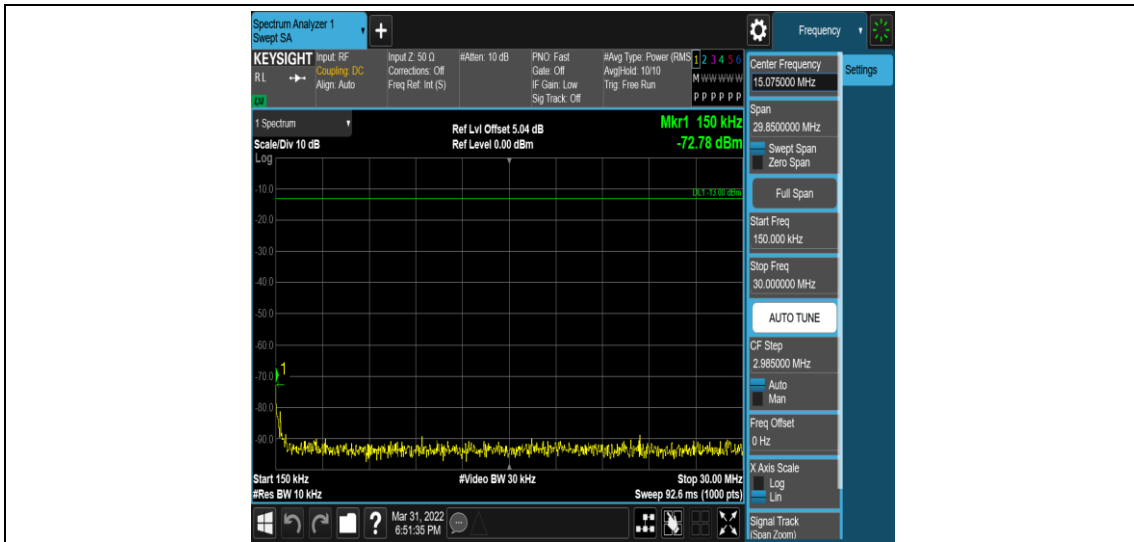 Spectrum Analyzer 1
Swept SA
+
Frequency
KEYSIGHT
RL
LXI
Input: RF
Coupling: DC
Align: Auto
Input Z: 50 Ω
Corrections: Off
Freq Ref: Int (S)
#Atten: 10 dB
PNO: Fast
Gate: Off
IF Gain: Low
Sig Track: Off
#Avg Type: Power (RMS
Avg|Hold: 10/10
Trig: Free Run
1 2 3 4 5 6
M W W W W W
P P P P P P
Center Frequency
15.075000 MHz
Settings
Span
29.8500000 MHz
Swept Span
Zero Span
Full Span
Start Freq
150.000 kHz
Stop Freq
30.000000 MHz
AUTO TUNE
CF Step
2.985000 MHz
Auto
Man
Freq Offset
0 Hz
X Axis Scale
Log
Lin
Signal Track
(Span Zoom)
1 Spectrum
Scale/Div 10 dB
Log
Ref Lvl Offset 5.04 dB
Ref Level 0.00 dBm
Mkr1 150 kHz
-72.78 dBm
DL1 -13.00 dBm
-10.0
-20.0
-30.0
-40.0
-50.0
-60.0
-70.0
1
-80.0
-90.0
Start 150 kHz
#Video BW 30 kHz
Stop 30.00 MHz
#Res BW 10 kHz
Sweep 92.6 ms (1000 pts)
?
Mar 31, 2022
6:51:35 PM